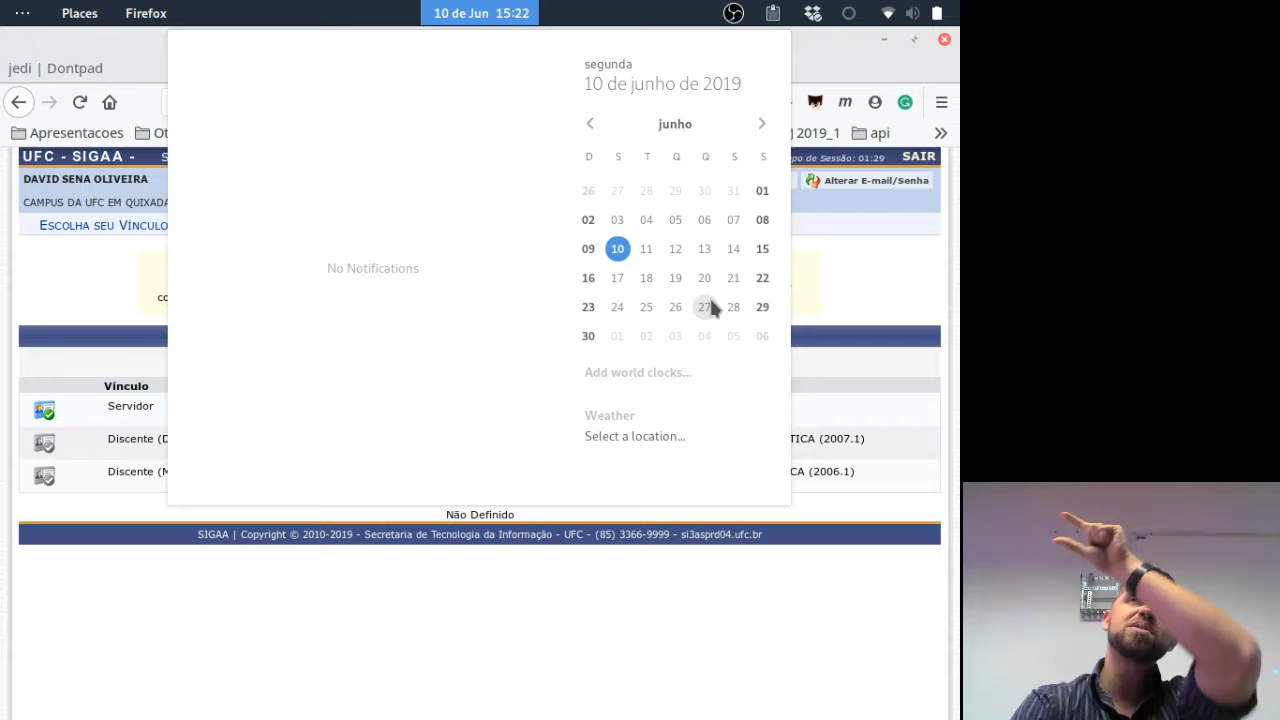 Places Firefox 10 de Jun 15:22
jedi | Dontpad
Apresentacoes Ot 2019_1 api
UFC - SIGAA - po de Sessão: 01:29 SAIR
DAVID SENA OLIVEIRA Alterar E-mail/Senha
CAMPUS DA UFC EM QUIXADA
ESCOLHA SEU VÍNCULO
co
No Notifications
segunda
10 de junho de 2019
junho
D S T Q Q S S
26 27 28 29 30 31 01
02 03 04 05 06 07 08
09 10 11 12 13 14 15
16 17 18 19 20 21 22
23 24 25 26 27 28 29
30 01 02 03 04 05 06
Add world clocks...
Weather
Select a location...
Vínculo
Servidor
Discente (D TICA (2007.1)
Discente (M CA (2006.1)
Não Definido
SIGAA | Copyright © 2010-2019 - Secretaria de Tecnologia da Informação - UFC - (85) 3366-9999 - si3asprd04.ufc.br